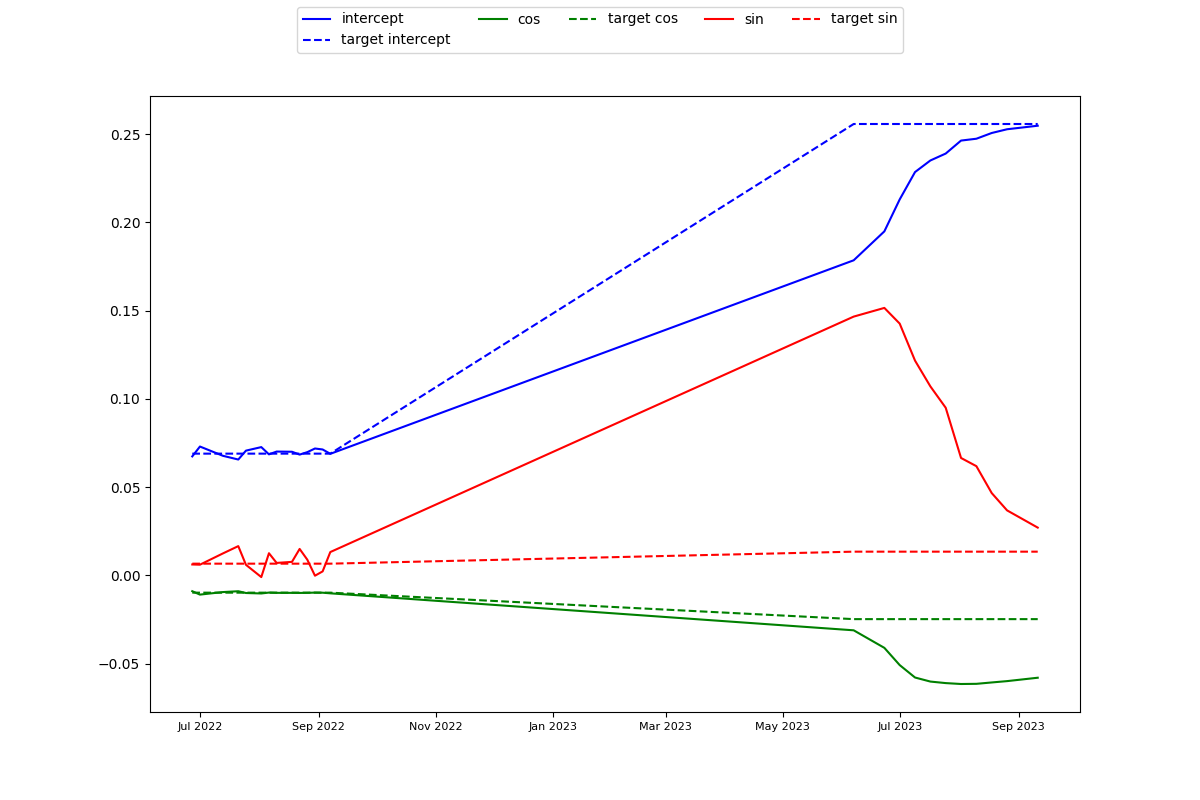 intercept cos target cos sin target sin
target intercept
0.25
0.20
0.15
0.10
0.05
0.00
−0.05
Jul 2022 Sep 2022 Nov 2022 Jan 2023 Mar 2023 May 2023 Jul 2023 Sep 2023